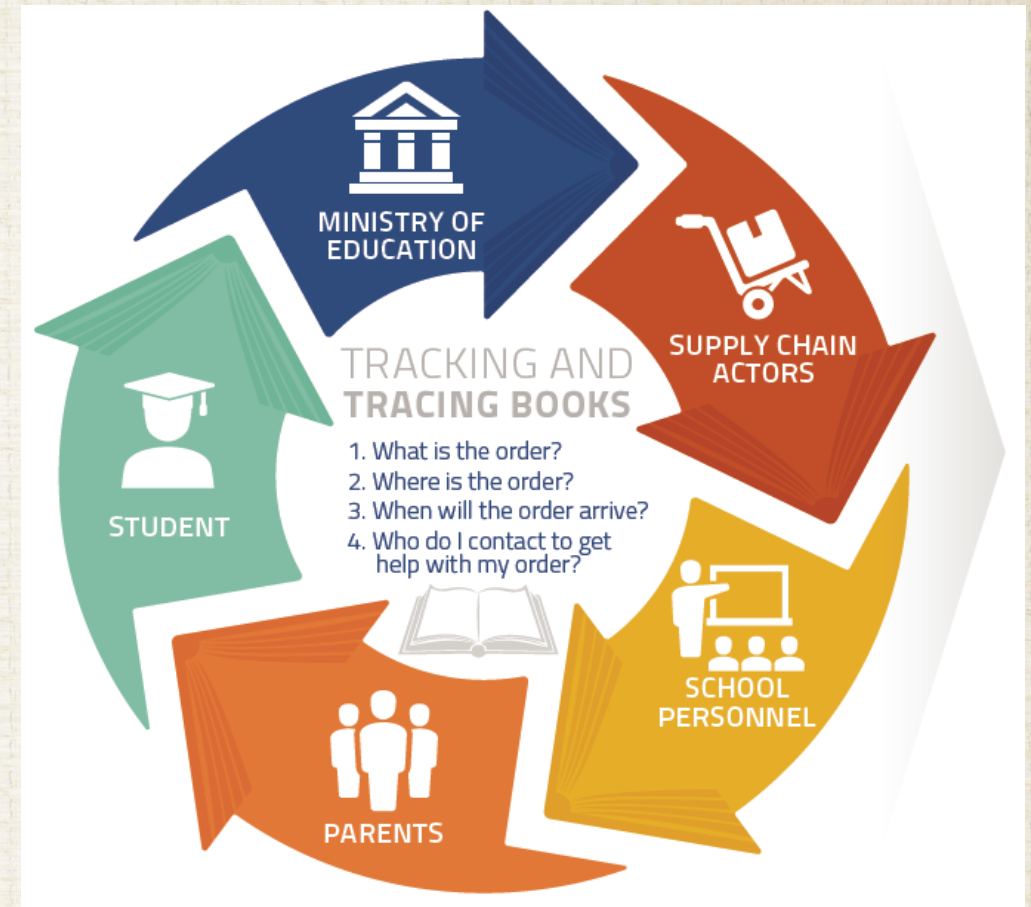 MINISTRY OF
EDUCATION
SUPPLY CHAIN
ACTORS
TRACKING AND
TRACING BOOKS
1. What is the order?
2. Where is the order?
3. When will the order arrive?
4. Who do I contact to get
help with my order?
STUDENT
SCHOOL
PERSONNEL
PARENTS